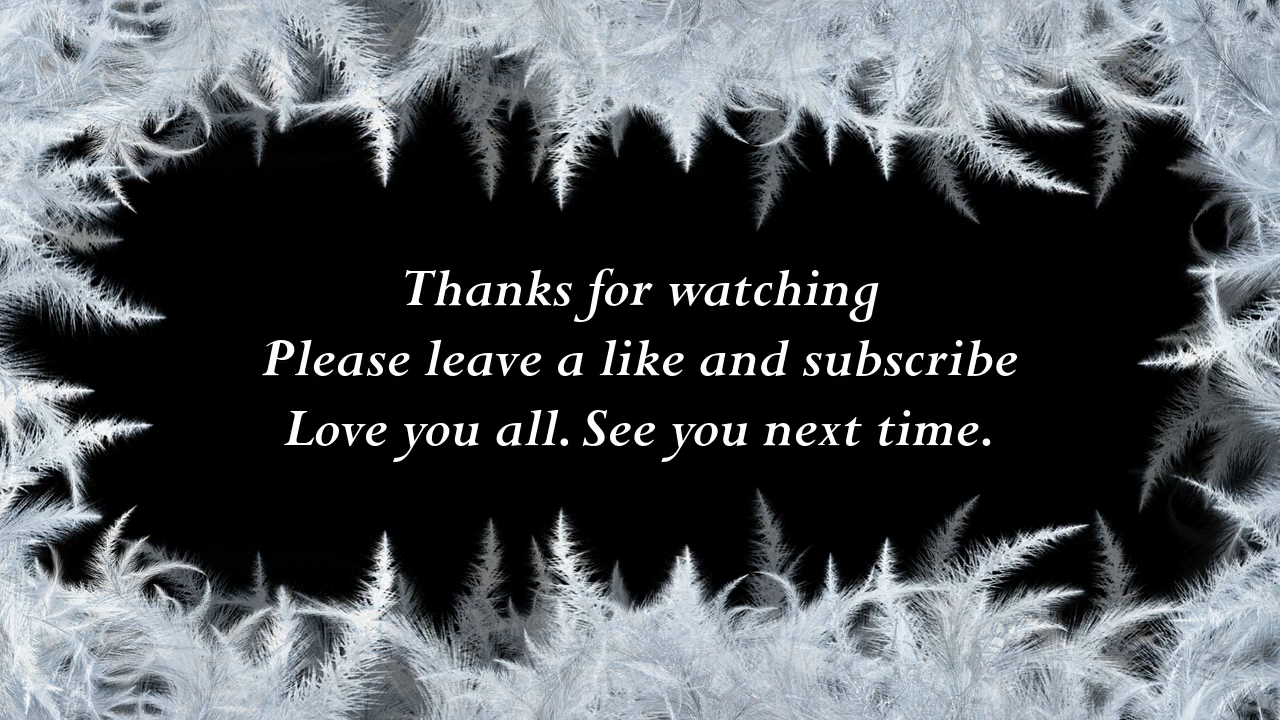 Thanks for watching
Please leave a like and subscribe
Love you all. See you next time.